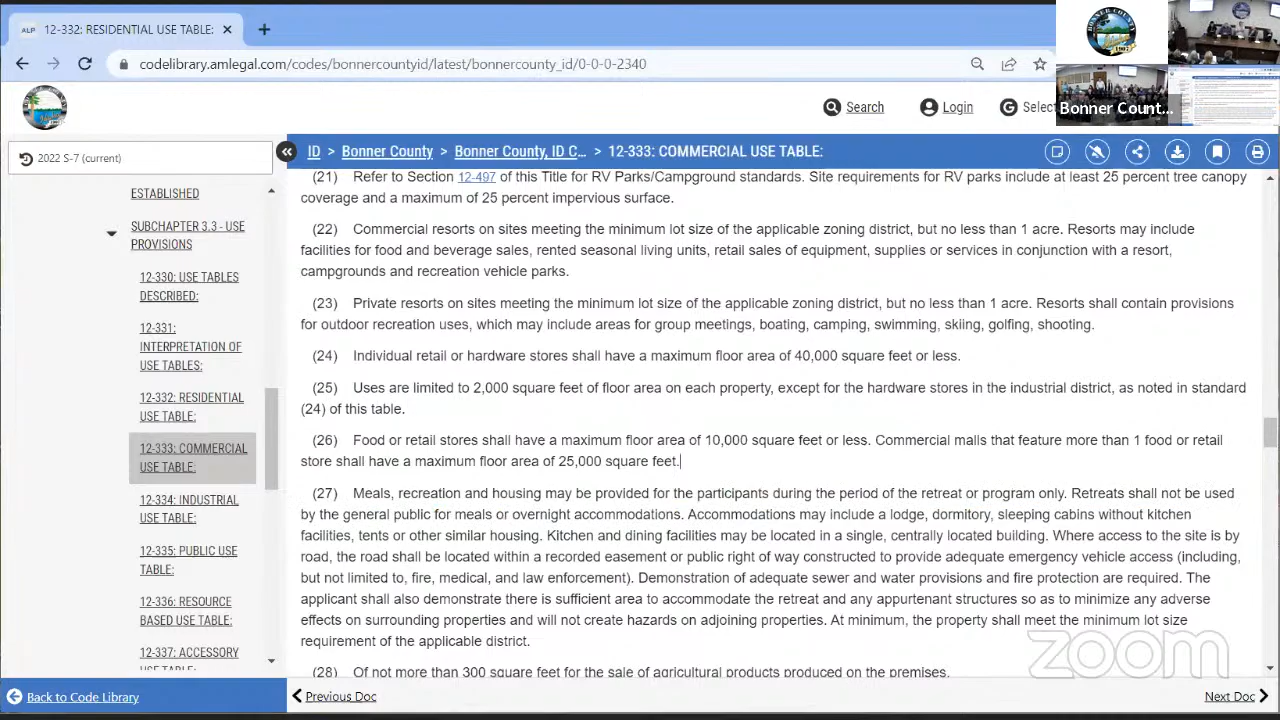 ALP 12-332: RESIDENTIAL USE TABLE:
codelibrary.amlegal.com/codes/bonnercountyid/latest/bonnercounty_id/0-0-0-2340
BONNER COUNTY
1907
Bonner Count...
Search
Login
Select
2022 S-7 (current)
ID > Bonner County > Bonner County, ID C... > 12-333: COMMERCIAL USE TABLE:
ESTABLISHED
SUBCHAPTER 3.3 - USE
PROVISIONS
12-330: USE TABLES
DESCRIBED:
12-331:
INTERPRETATION OF
USE TABLES:
12-332: RESIDENTIAL
USE TABLE:
12-333: COMMERCIAL
USE TABLE:
12-334: INDUSTRIAL
USE TABLE:
12-335: PUBLIC USE
TABLE:
12-336: RESOURCE
BASED USE TABLE:
12-337: ACCESSORY
USE TABLE:
Back to Code Library
(21) Refer to Section 12-497 of this Title for RV Parks/Campground standards. Site requirements for RV parks include at least 25 percent tree canopy
coverage and a maximum of 25 percent impervious surface.
(22) Commercial resorts on sites meeting the minimum lot size of the applicable zoning district, but no less than 1 acre. Resorts may include
facilities for food and beverage sales, rented seasonal living units, retail sales of equipment, supplies or services in conjunction with a resort,
campgrounds and recreation vehicle parks.
(23) Private resorts on sites meeting the minimum lot size of the applicable zoning district, but no less than 1 acre. Resorts shall contain provisions
for outdoor recreation uses, which may include areas for group meetings, boating, camping, swimming, skiing, golfing, shooting.
(24) Individual retail or hardware stores shall have a maximum floor area of 40,000 square feet or less.
(25) Uses are limited to 2,000 square feet of floor area on each property, except for the hardware stores in the industrial district, as noted in standard
(24) of this table.
(26) Food or retail stores shall have a maximum floor area of 10,000 square feet or less. Commercial malls that feature more than 1 food or retail
store shall have a maximum floor area of 25,000 square feet.
(27) Meals, recreation and housing may be provided for the participants during the period of the retreat or program only. Retreats shall not be used
by the general public for meals or overnight accommodations. Accommodations may include a lodge, dormitory, sleeping cabins without kitchen
facilities, tents or other similar housing. Kitchen and dining facilities may be located in a single, centrally located building. Where access to the site is by
road, the road shall be located within a recorded easement or public right of way constructed to provide adequate emergency vehicle access (including,
but not limited to, fire, medical, and law enforcement). Demonstration of adequate sewer and water provisions and fire protection are required. The
applicant shall also demonstrate there is sufficient area to accommodate the retreat and any appurtenant structures so as to minimize any adverse
effects on surrounding properties and will not create hazards on adjoining properties. At minimum, the property shall meet the minimum lot size
requirement of the applicable district.
(28) Of not more than 300 square feet for the sale of agricultural products produced on the premises.
zoom
Previous Doc
Next Doc